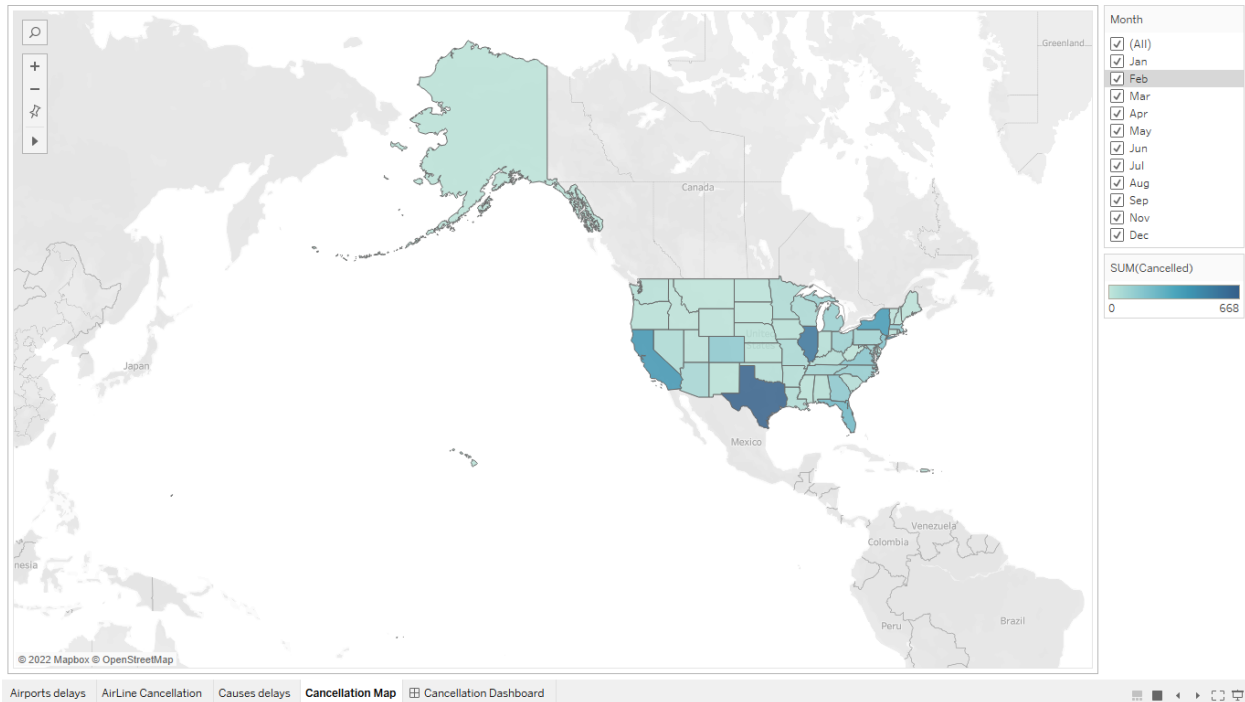 Greenland...
Canada
United
Japan
Mexico
Venezuela
Colombia
nesia
Peru
Brazil
© 2022 Mapbox © OpenStreetMap
Month
(All)
Jan
Feb
Mar
Apr
May
Jun
Jul
Aug
Sep
Nov
Dec
SUM(Cancelled)
0 668
Airports delays AirLine Cancellation Causes delays Cancellation Map Cancellation Dashboard